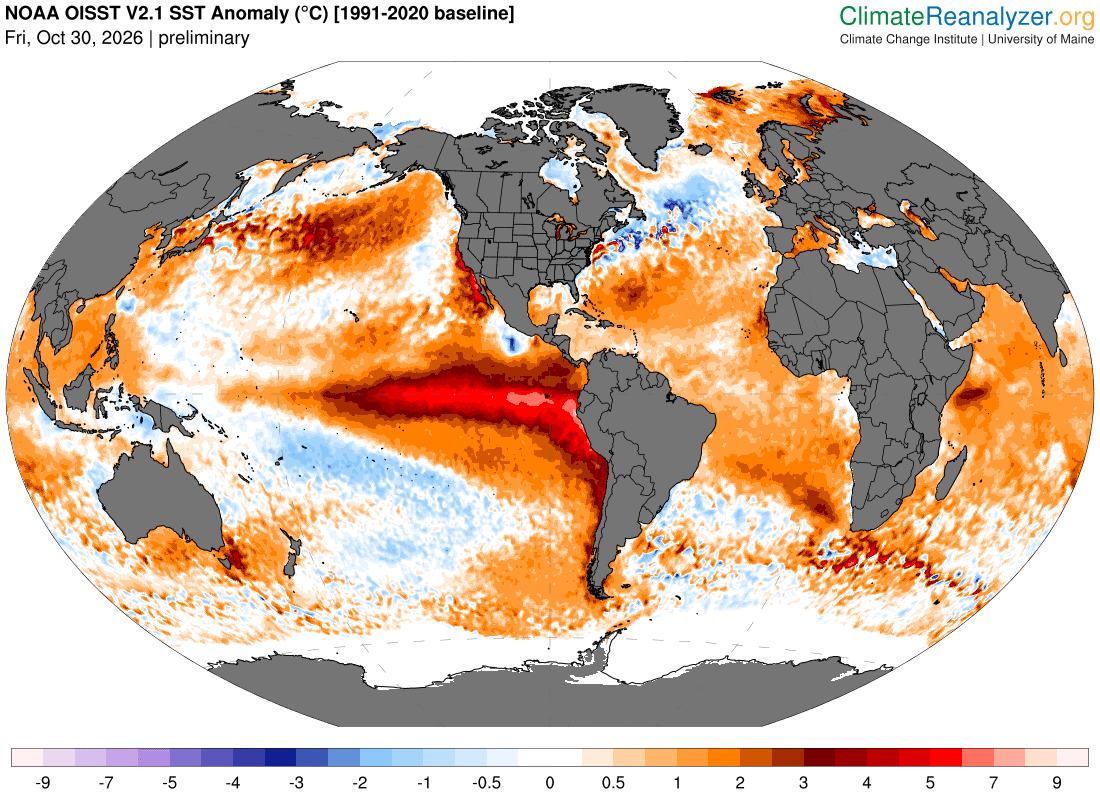 NOAA OISST V2.1 SST Anomaly (°C) [1991-2020 baseline]
ClimateReanalyzer.org
Fri, Oct 30, 2026 | preliminary
Climate Change Institute | University of Maine
-9 -7 -5 -4 -3 -2 -1 -0.5 0 0.5 1 2 3 4 5 7 9